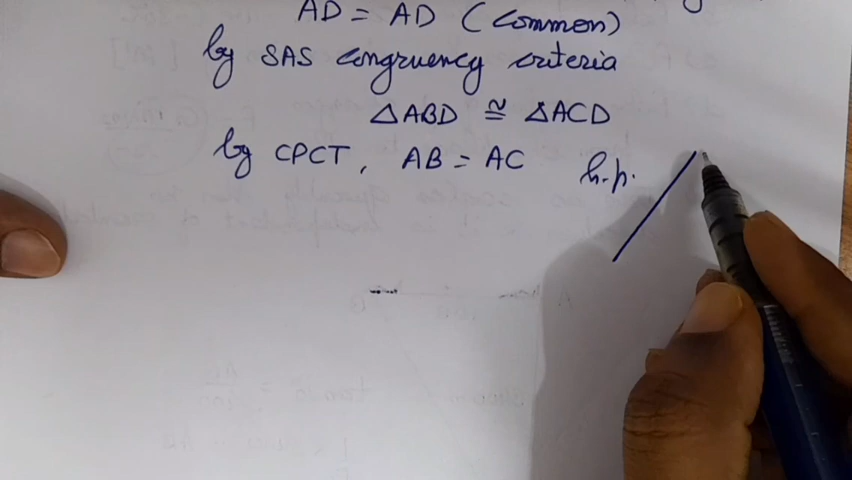 AD = AD (Common)
by SAS congruency criteria
△ABD ≅ △ACD
by CPCT, AB = AC h.p.